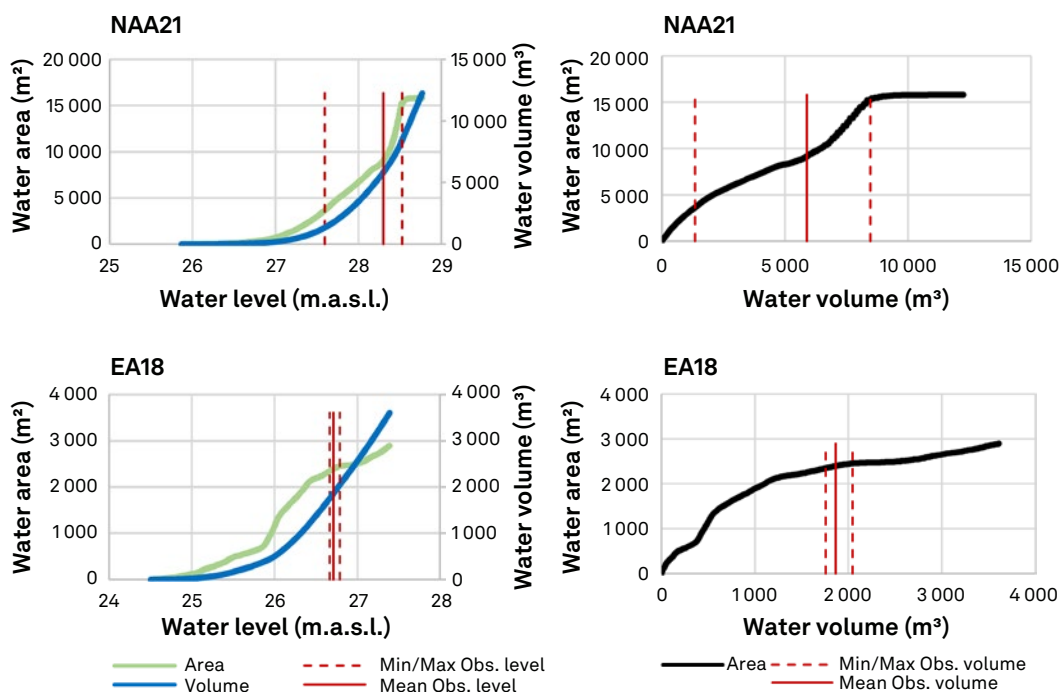 NAA21
20 000
15 000
10 000
5 000
0
Water area (m²)
15 000
10 000
5 000
0
Water volume (m³)
25
26
27
28
29
Water level (m.a.s.l.)
NAA21
20 000
15 000
10 000
5 000
0
Water area (m²)
0
5 000
10 000
15 000
Water volume (m³)
EA18
4 000
3 000
2 000
1 000
0
Water area (m²)
4 000
3 000
2 000
1 000
0
Water volume (m³)
24
25
26
27
28
Water level (m.a.s.l.)
EA18
4 000
3 000
2 000
1 000
0
Water area (m²)
0
1 000
2 000
3 000
4 000
Water volume (m³)
Area
Min/Max Obs. level
Volume
Mean Obs. level
Area
Min/Max Obs. volume
Mean Obs. volume